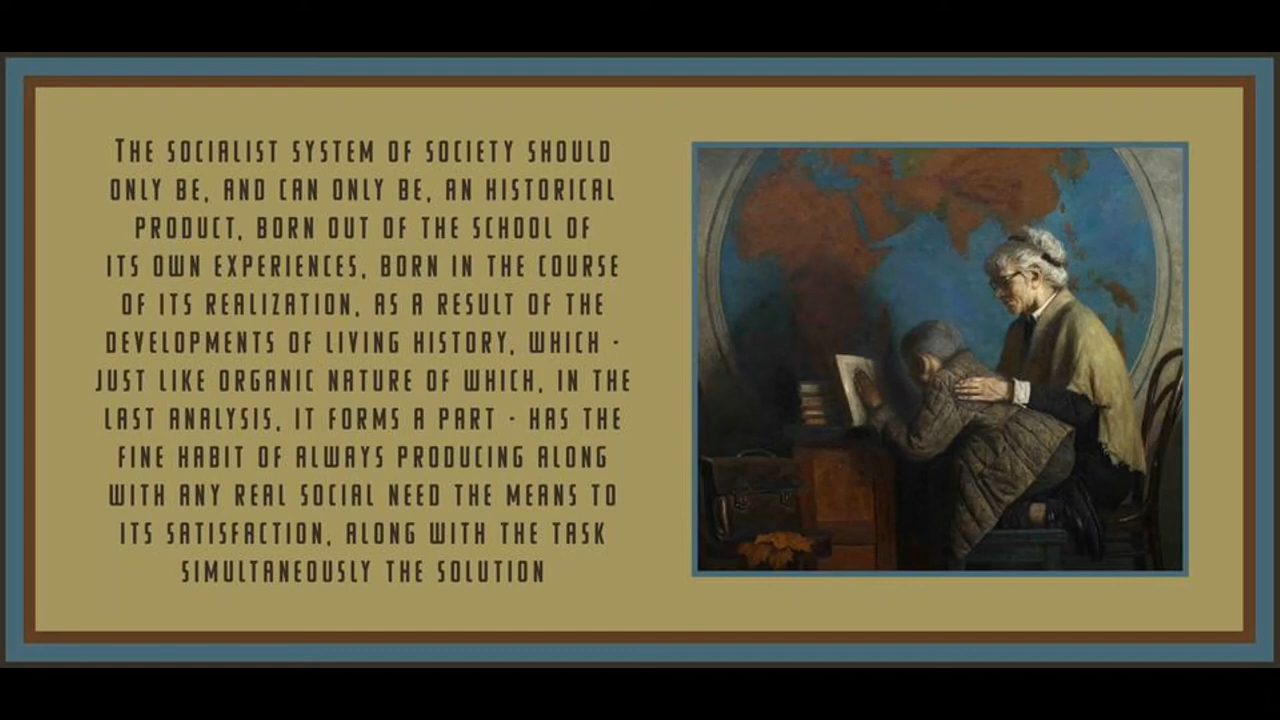 The socialist system of society should
only be, and can only be, an historical
product, born out of the school of
its own experiences, born in the course
of its realization, as a result of the
developments of living history, which -
just like organic nature of which, in the
last analysis, it forms a part - has the
fine habit of always producing along
with any real social need the means to
its satisfaction, along with the task
simultaneously the solution